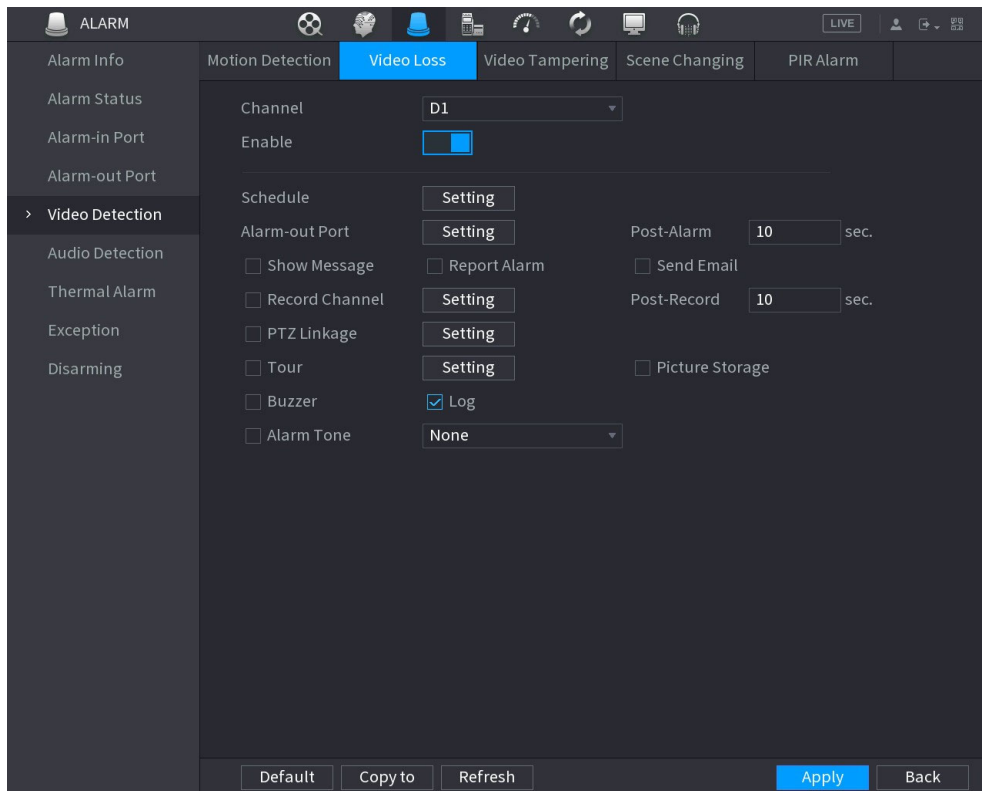 ALARM LIVE
Alarm Info
Alarm Status
Alarm-in Port
Alarm-out Port
Video Detection
Audio Detection
Thermal Alarm
Exception
Disarming
Motion Detection Video Loss Video Tampering Scene Changing PIR Alarm
Channel D1
Enable
Schedule Setting
Alarm-out Port Setting Post-Alarm 10 sec.
Show Message Report Alarm Send Email
Record Channel Setting Post-Record 10 sec.
PTZ Linkage Setting
Tour Setting Picture Storage
Buzzer Log
Alarm Tone None
Default Copy to Refresh Apply Back